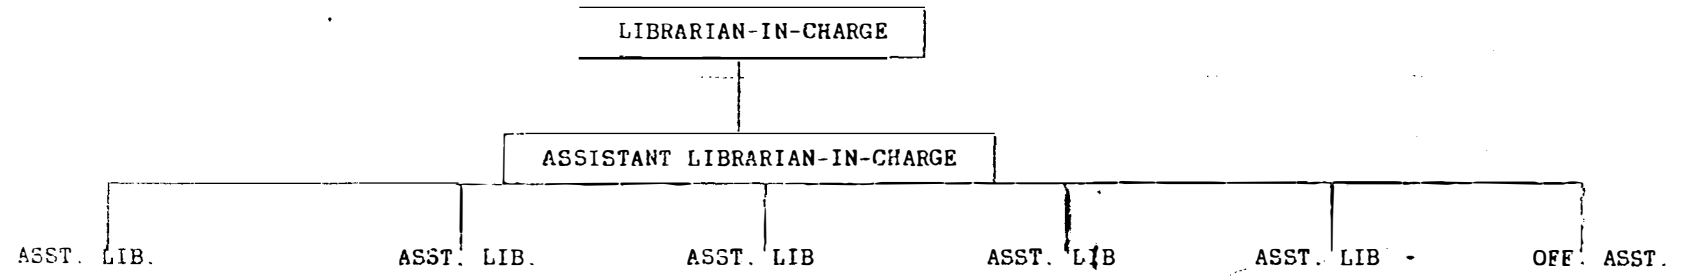 LIBRARIAN-IN-CHARGE
ASSISTANT LIBRARIAN-IN-CHARGE
ASST. LIB. ASST. LIB. ASST. LIB ASST. LIB ASST. LIB OFF. ASST.